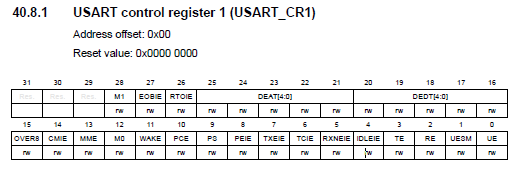 40.8.1 USART control register 1 (USART_CR1)
Address offset: 0x00
Reset value: 0x0000 0000
31 30 29 28 27 26 25 24 23 22 21 20 19 18 17 16
Res. Res. Res. M1 EOBIE RTOIE DEAT[4:0] DEDT[4:0]
rw rw rw rw rw rw rw rw rw rw rw rw rw
15 14 13 12 11 10 9 8 7 6 5 4 3 2 1 0
OVER8 CMIE MME M0 WAKE PCE PS PEIE TXEIE TCIE RXNEIE IDLEIE TE RE UESM UE
rw rw rw rw rw rw rw rw rw rw rw rw rw rw rw rw